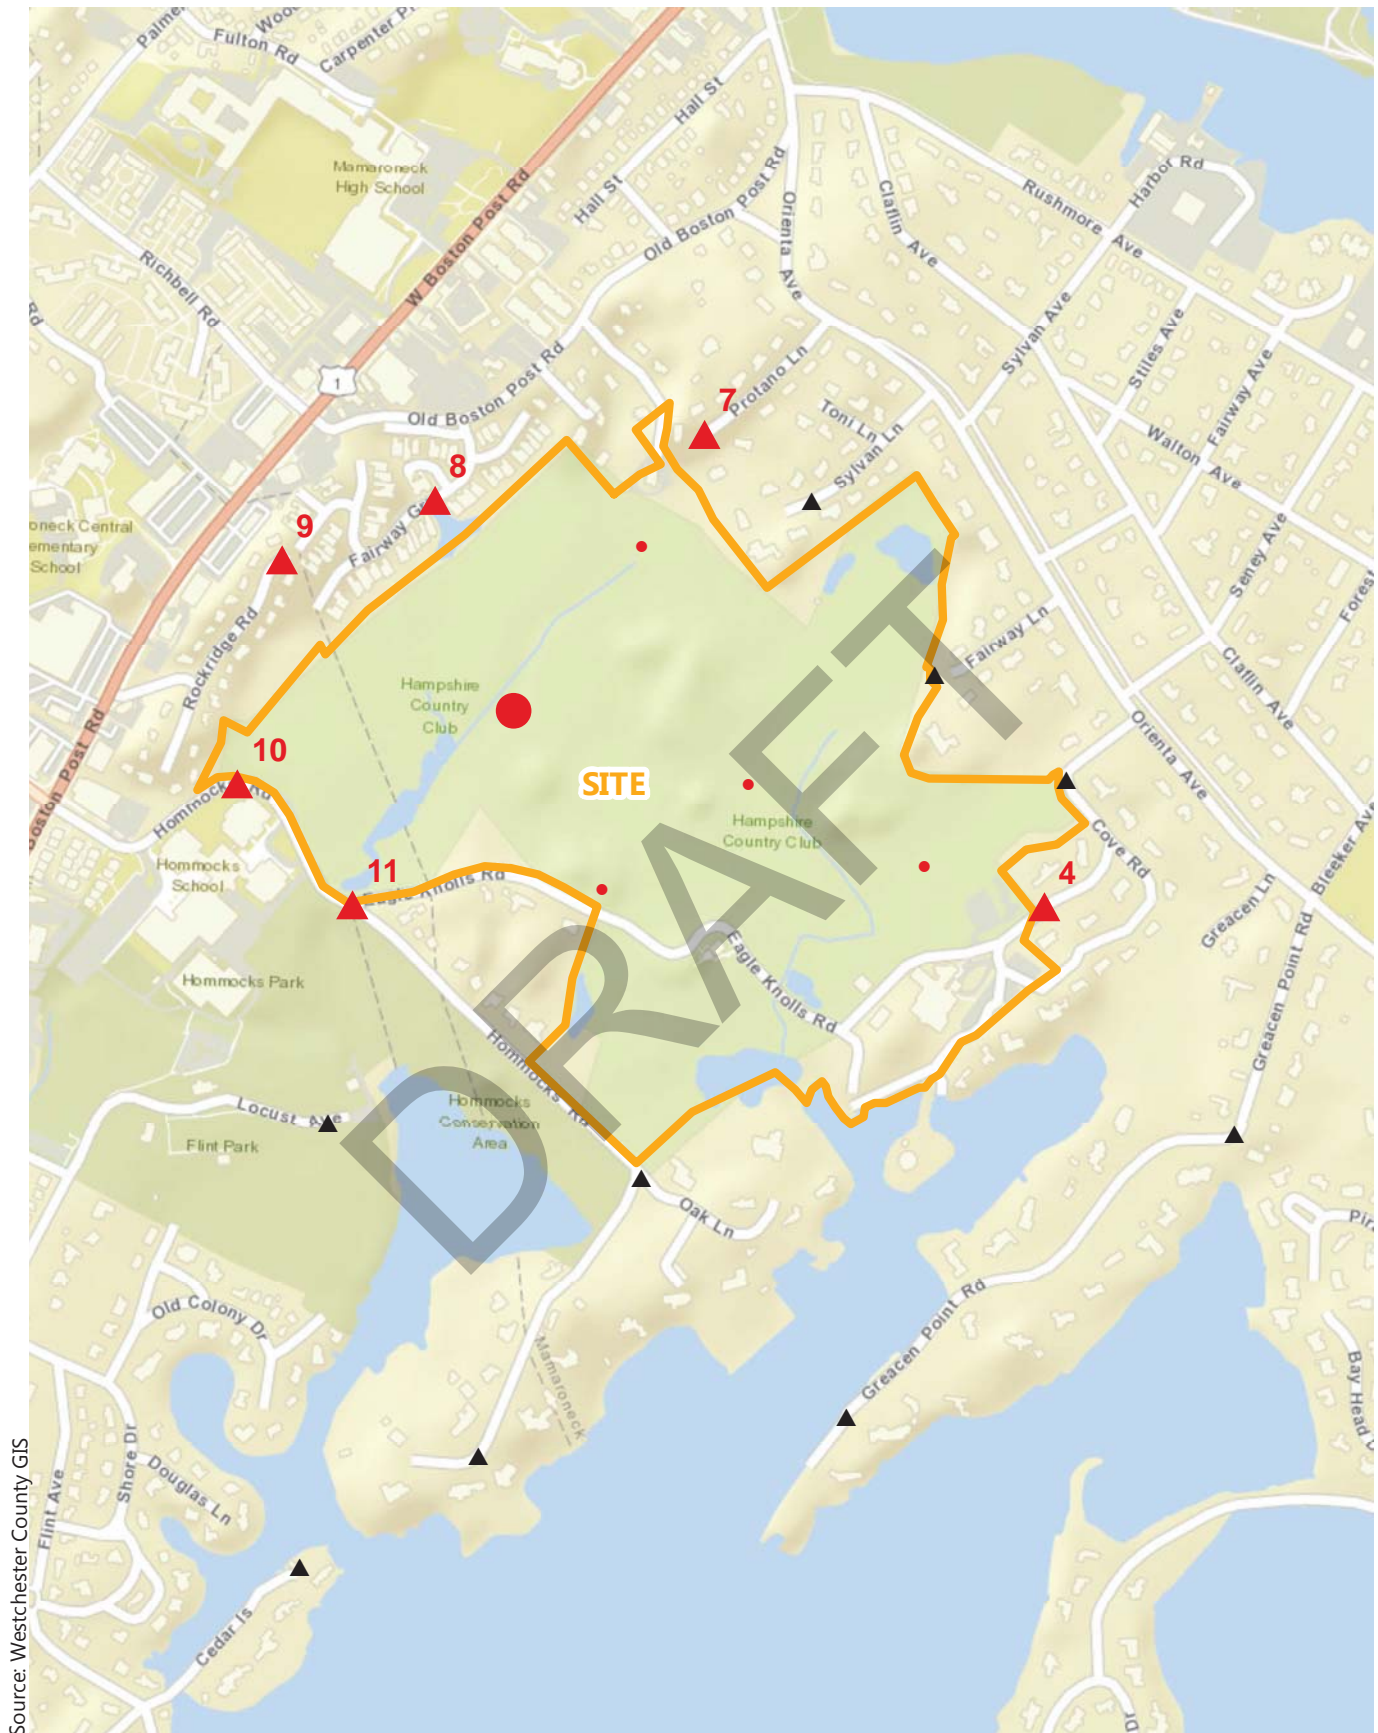 Fulton Rd
Carpenter
Hall St
Mamaroneck
High School
Harbor Rd
Hall St
Old Boston Post Rd
Orienta Ave
Claflin Ave
Rushmore Ave
W Boston Post Rd
Richbell Rd
Rd
1
Sylvan Ave
Stiles Ave
Fairway Ave
Old Boston Post Rd
7
Protano Ln
Toni Ln
Sylvan Ln
Walton Ave
8
9
Fairway
oneck Central
ementary
School
Seney Ave
Forest
Rockridge Rd
Fairway Ln
Claflin Ave
Hampshire
Country
Club
Orienta Ave
Boston Post Rd
10
SITE
Hommocks Rd
Hampshire
Country Club
Cove Rd
Bleeker Ave
Hommocks
School
11
Eagle Knolls Rd
4
Greacen Ln
Greacen Point Rd
Hommocks Park
Eagle Knolls Rd
Hommocks Rd
Hommocks
Conservation
Area
Locust Ave
Flint Park
DRAFT
Oak Ln
Old Colony Dr
Greacen Point Rd
Mamaroneck
Bay Head
Shore Dr
Douglas Ln
Flint Ave
Cedar Is
Dr
Source: Westchester County GIS